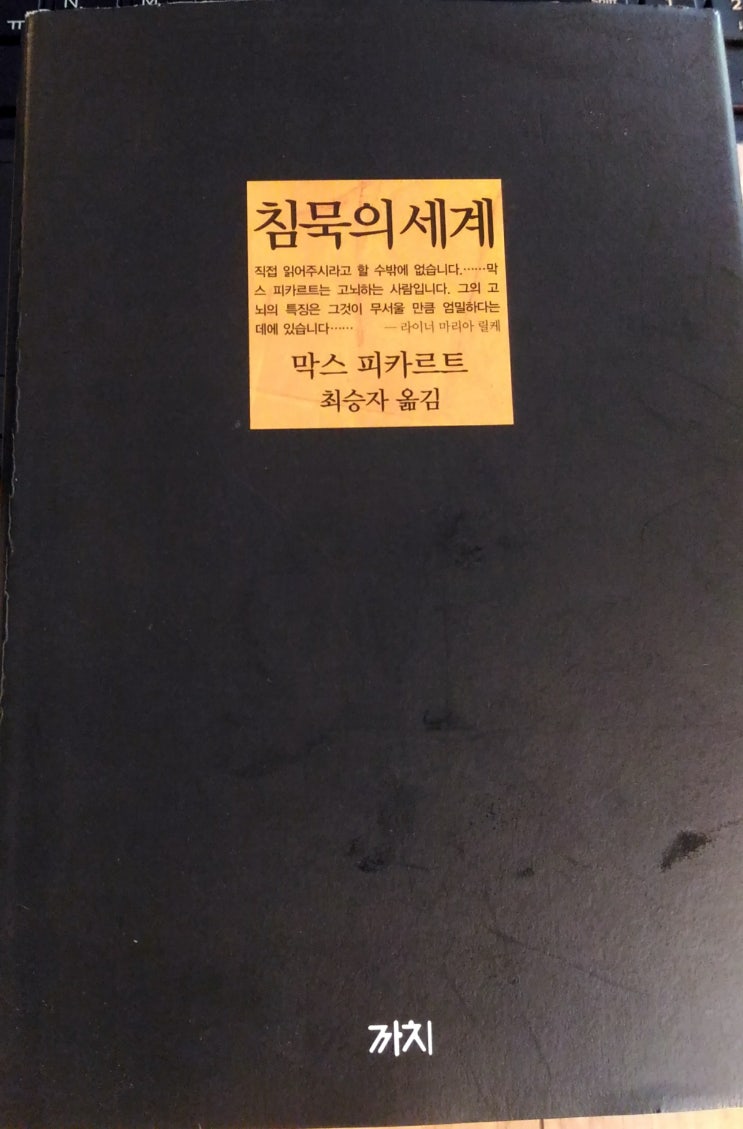 침묵의 세계
직접 읽어주시라고 할 수밖에 없습니다.……막
스 피카르트는 고뇌하는 사람입니다. 그의 고
뇌의 특징은 그것이 무서울 만큼 엄밀하다는
데에 있습니다…… — 라이너 마리아 릴케
막스 피카르트
최승자 옮김
까치